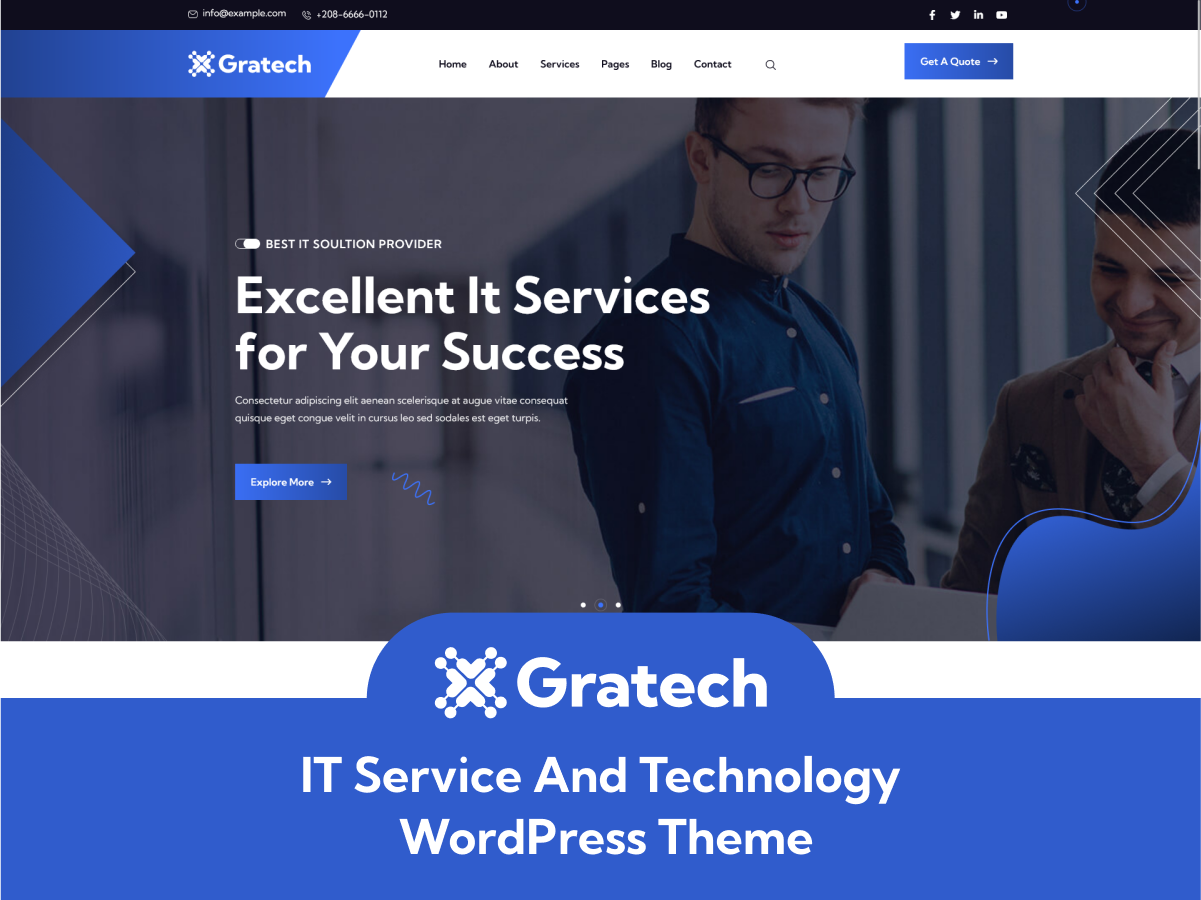 info@example.com +208-6666-0112
Gratech Home About Services Pages Blog Contact Get A Quote
BEST IT SOULTION PROVIDER
Excellent It Services
for Your Success
Consectetur adipiscing elit aenean scelerisque at augue vitae consequat
quisque eget congue velit in cursus leo sed sodales est eget turpis.
Explore More
Gratech
IT Service And Technology
WordPress Theme